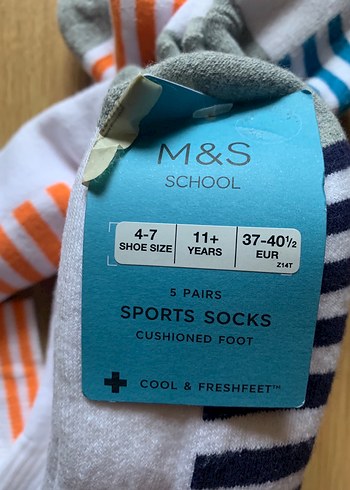 M&S
SCHOOL
4-7 11+ 37-40½
SHOE SIZE YEARS EUR
Z14T
5 PAIRS
SPORTS SOCKS
CUSHIONED FOOT
COOL & FRESHFEET™